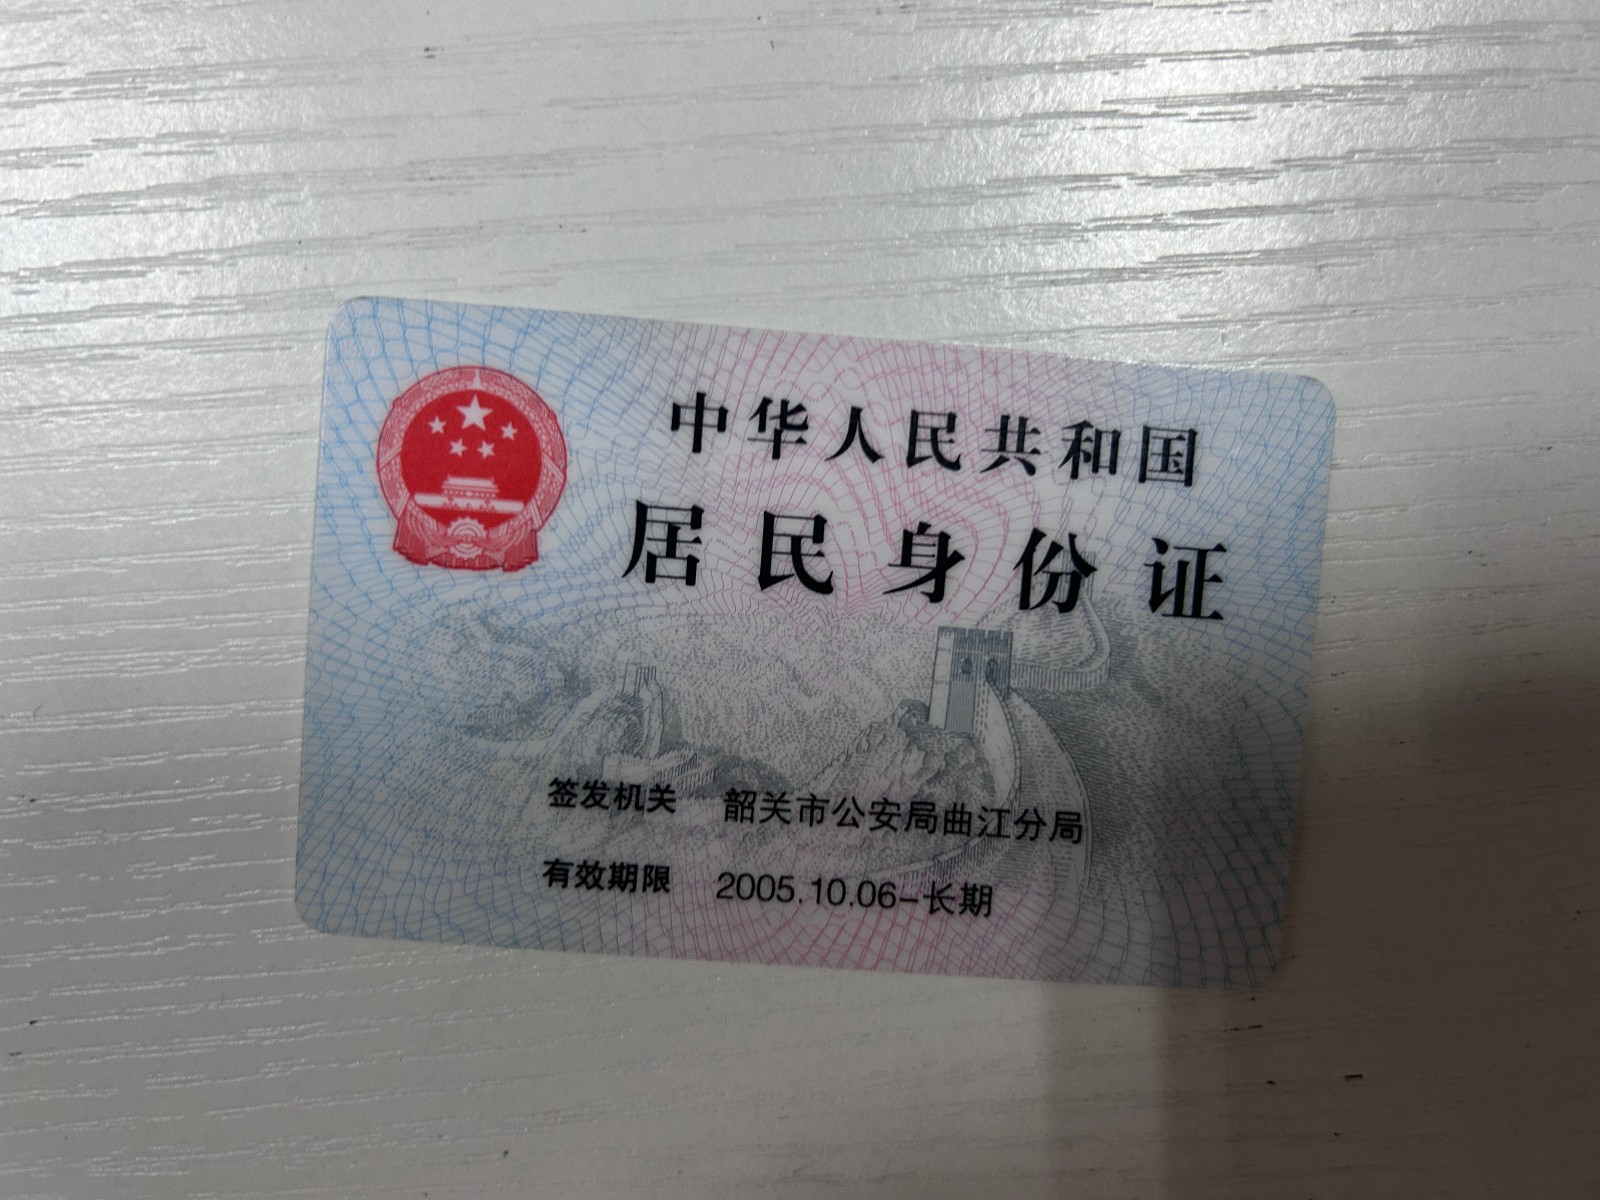 中华人民共和国
居民身份证
签发机关 韶关市公安局曲江分局
有效期限 2005.10.06-长期